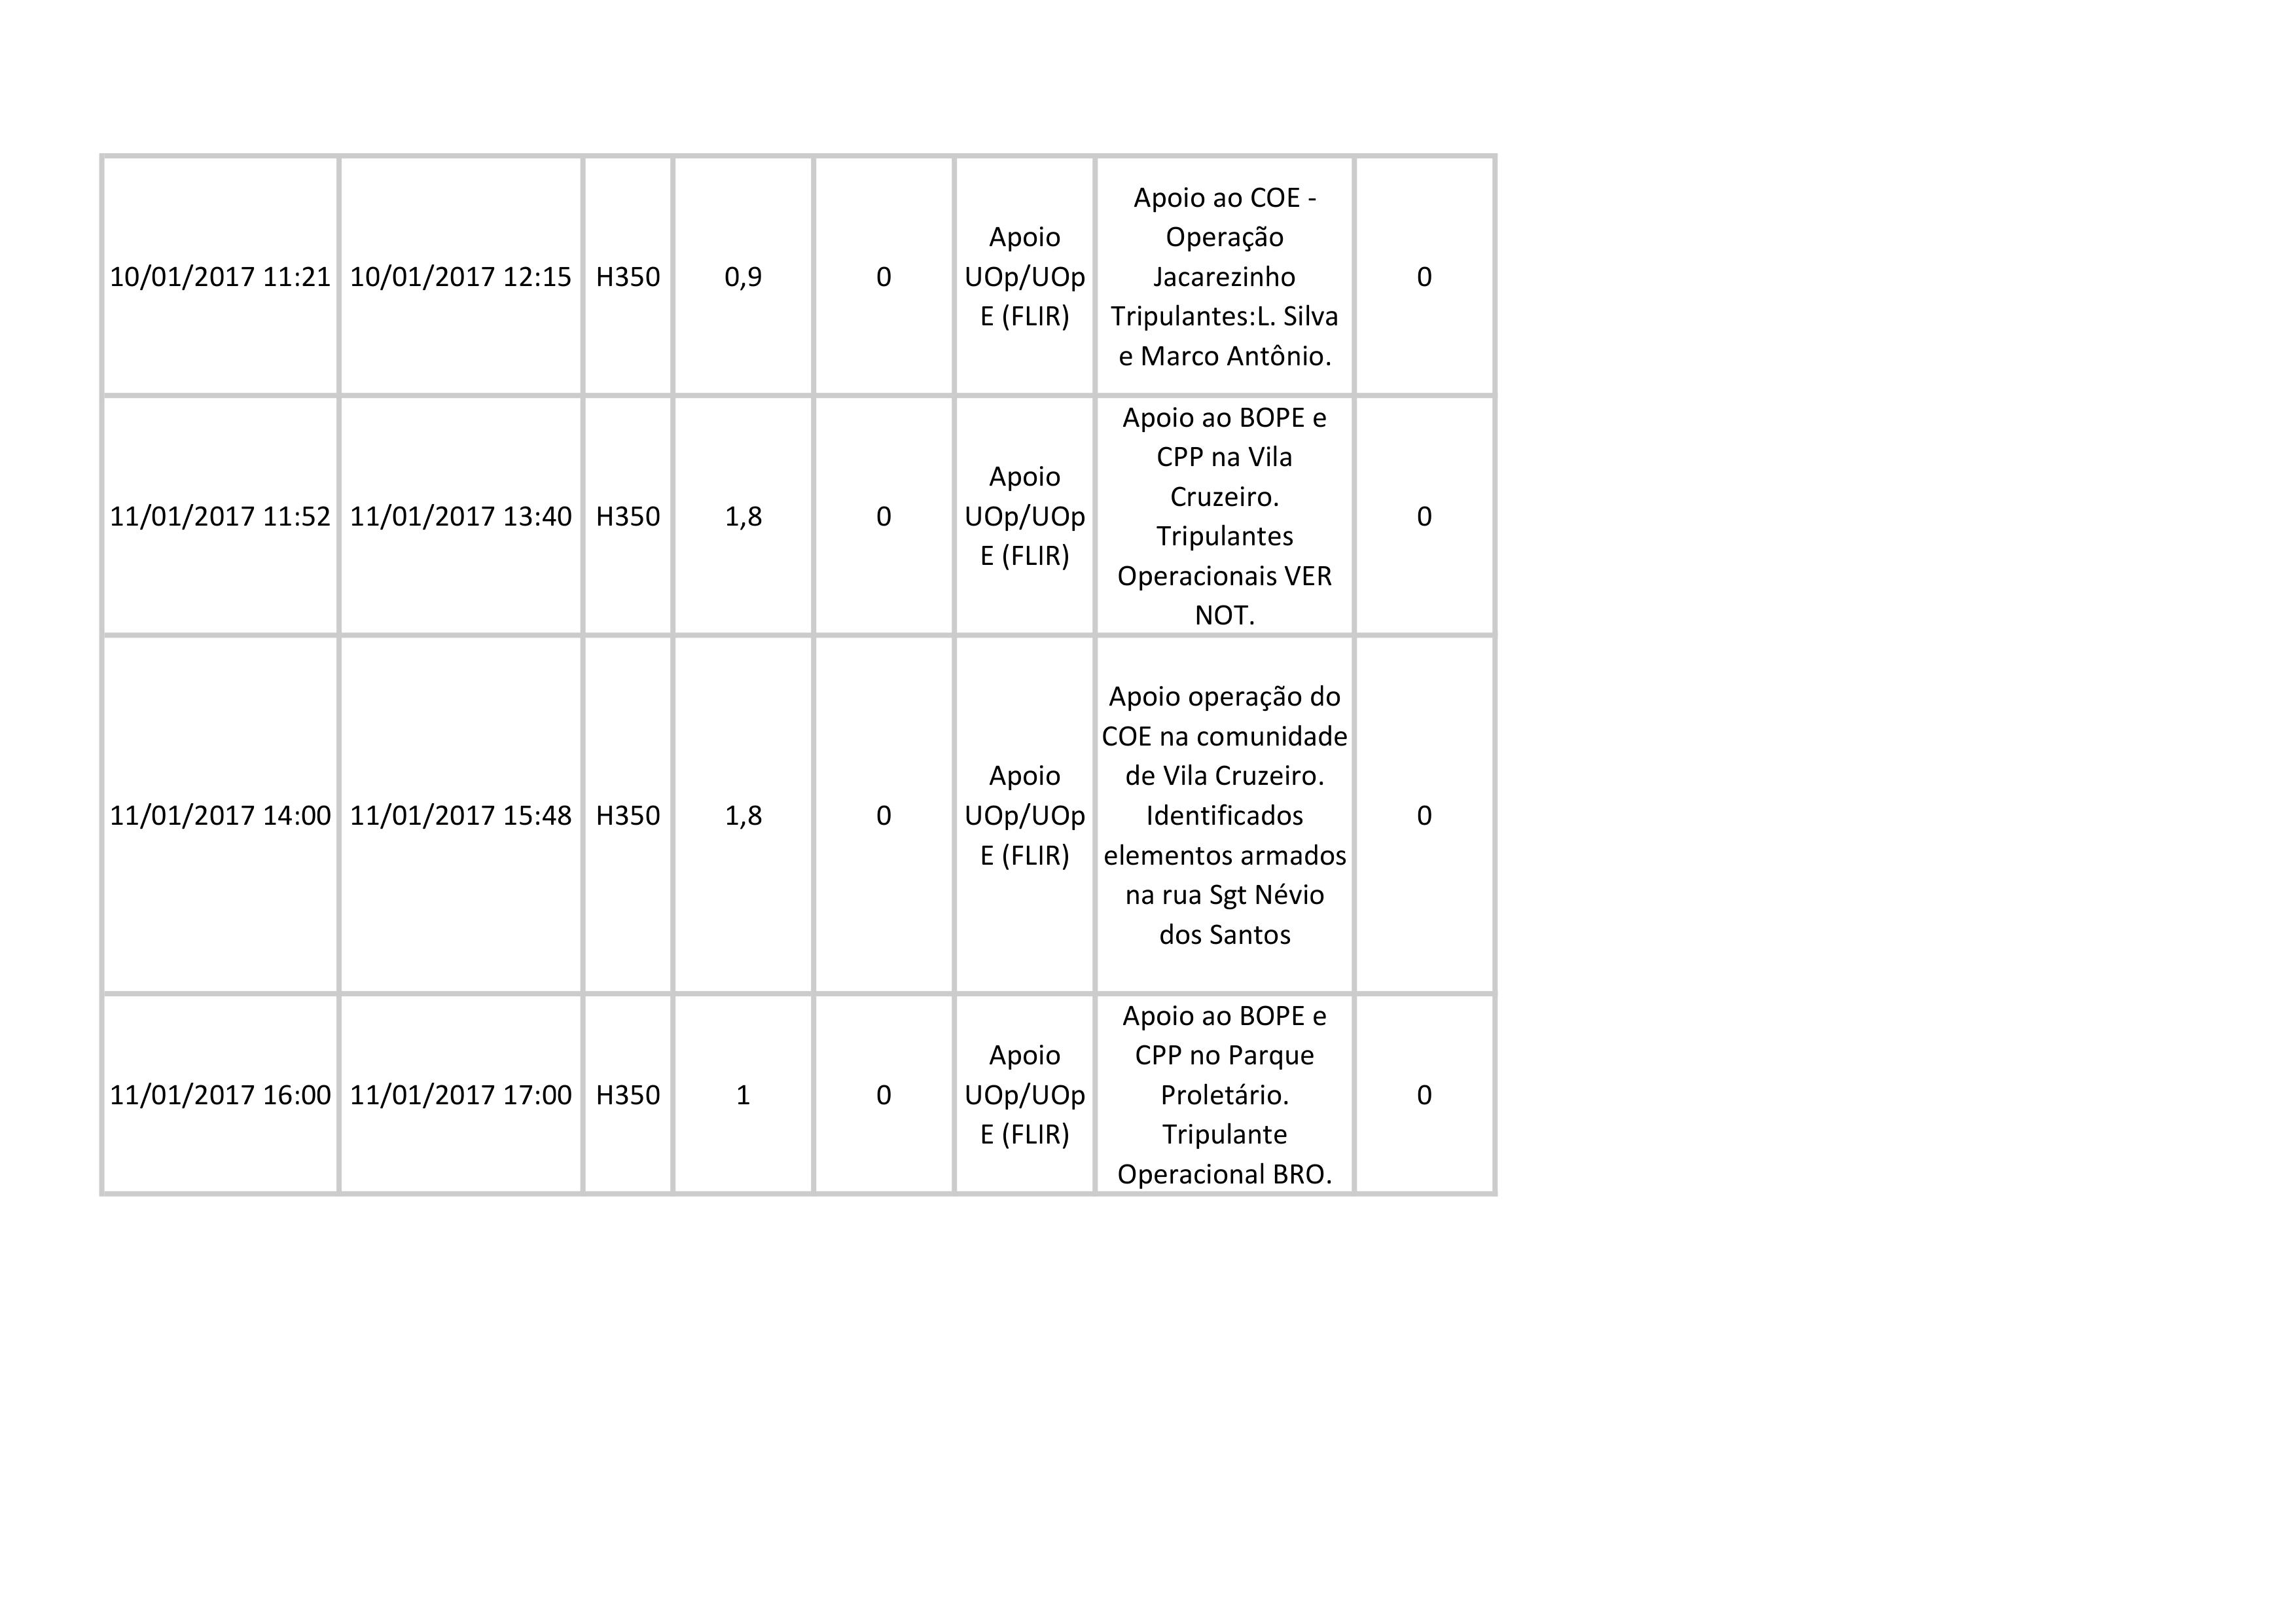 10/01/2017 11:21 10/01/2017 12:15 H350 0,9 0
Apoio
UOp/UOp
E (FLIR)
Apoio ao COE -
Operação
Jacarezinho
Tripulantes:L. Silva
e Marco Antônio.
0
11/01/2017 11:52 11/01/2017 13:40 H350 1,8 0
Apoio
UOp/UOp
E (FLIR)
Apoio ao BOPE e
CPP na Vila
Cruzeiro.
Tripulantes
Operacionais VER
NOT.
0
11/01/2017 14:00 11/01/2017 15:48 H350 1,8 0
Apoio
UOp/UOp
E (FLIR)
Apoio operação do
COE na comunidade
de Vila Cruzeiro.
Identificados
elementos armados
na rua Sgt Névio
dos Santos
0
11/01/2017 16:00 11/01/2017 17:00 H350 1 0
Apoio
UOp/UOp
E (FLIR)
Apoio ao BOPE e
CPP no Parque
Proletário.
Tripulante
Operacional BRO.
0